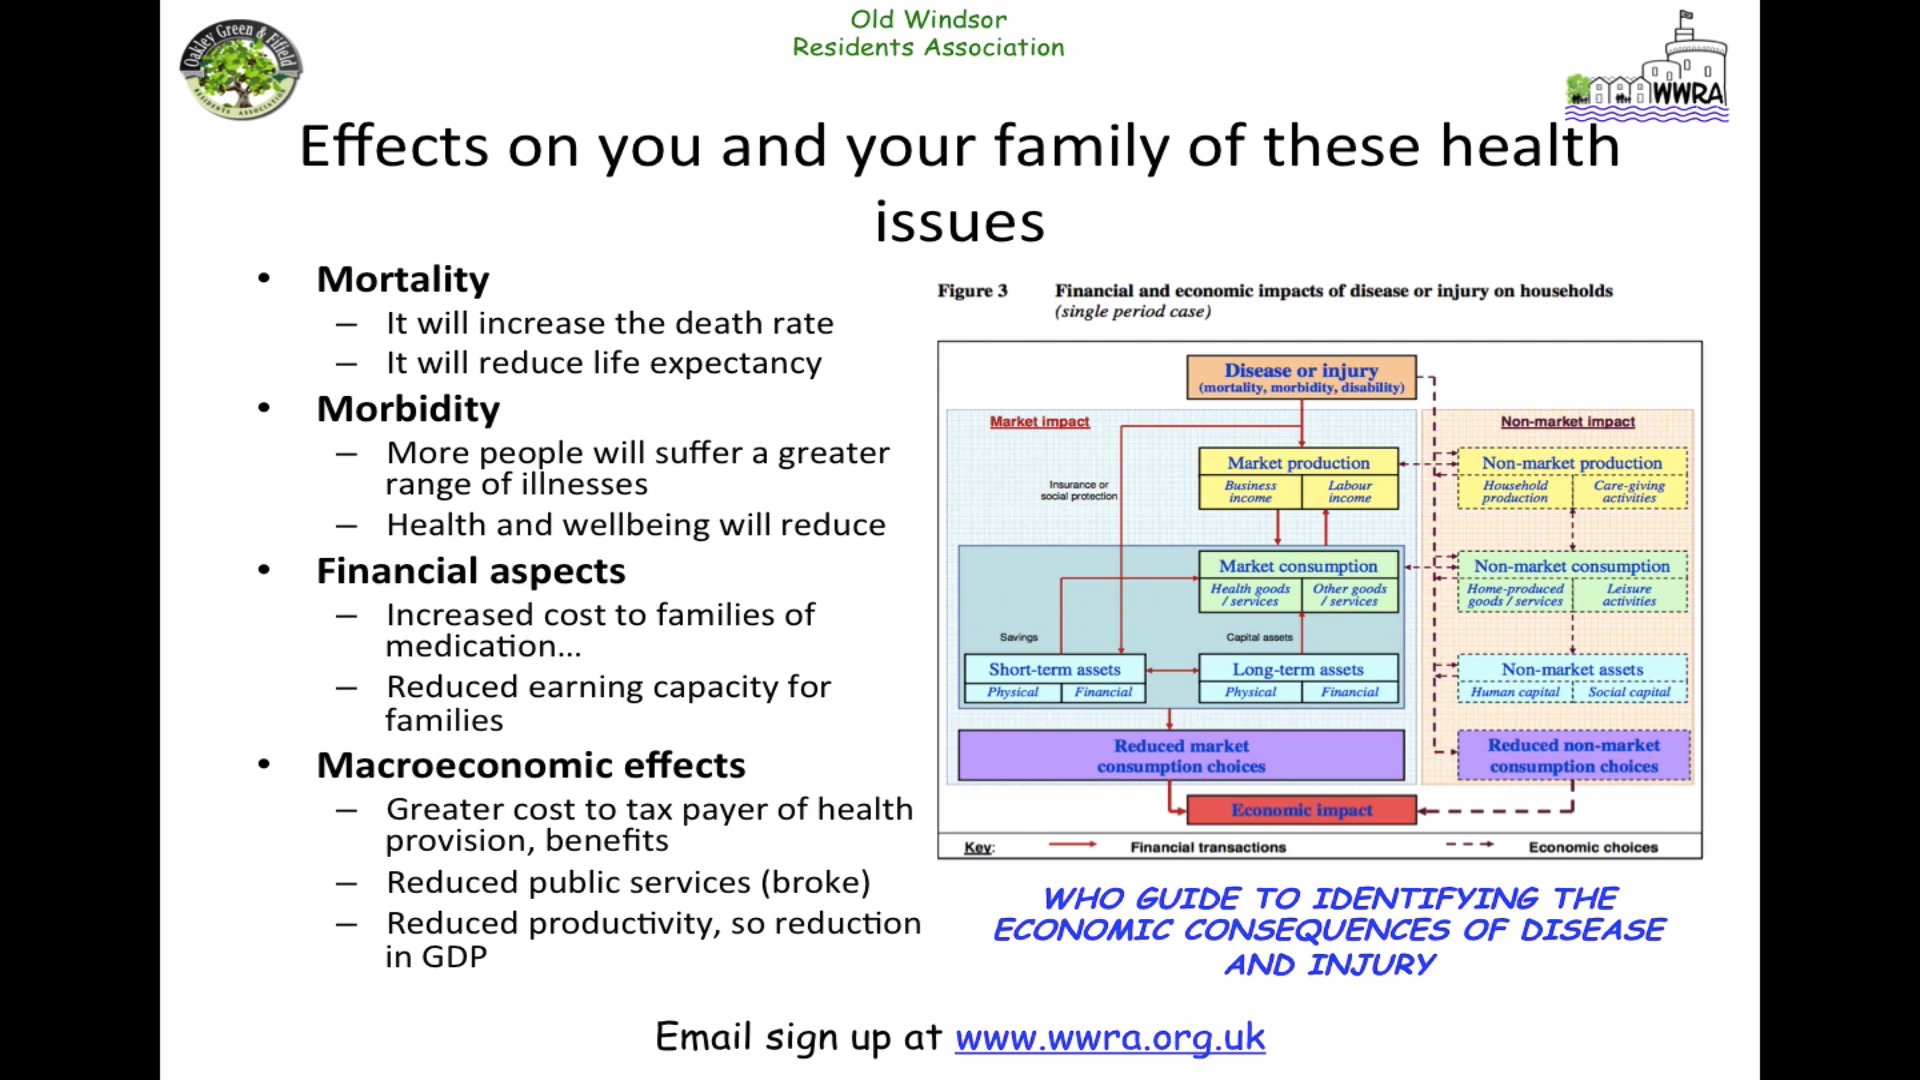 Old Windsor
Residents Association
Oakley Green & Fifield
RESIDENTS ASSOCIATION
WWRA
Effects on you and your family of these health
issues
• Mortality
– It will increase the death rate
– It will reduce life expectancy
• Morbidity
– More people will suffer a greater
range of illnesses
– Health and wellbeing will reduce
• Financial aspects
– Increased cost to families of
medication...
– Reduced earning capacity for
families
• Macroeconomic effects
– Greater cost to tax payer of health
provision, benefits
– Reduced public services (broke)
– Reduced productivity, so reduction
in GDP
Figure 3 Financial and economic impacts of disease or injury on households
(single period case)
Disease or injury
(mortality, morbidity, disability)
Market impact
Non-market impact
Market production
Business
income
Labour
income
Non-market production
Household
production
Care-giving
activities
Insurance or
social protection
Market consumption
Health goods
/ services
Other goods
/ services
Non-market consumption
Home-produced
goods / services
Leisure
activities
Savings
Capital assets
Short-term assets
Physical Financial
Long-term assets
Physical Financial
Non-market assets
Human capital Social capital
Reduced market
consumption choices
Reduced non-market
consumption choices
Economic impact
Key: Financial transactions Economic choices
WHO GUIDE TO IDENTIFYING THE
ECONOMIC CONSEQUENCES OF DISEASE
AND INJURY
Email sign up at www.wwra.org.uk